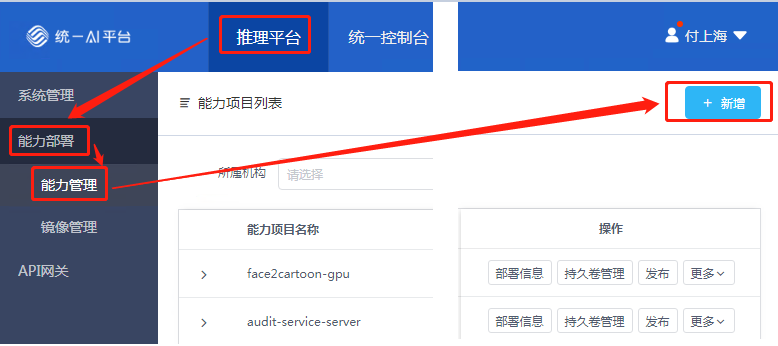 统一AI平台 推理平台 统一控制台 付上海
系统管理
能力项目列表 + 新增
能力部署
所属机构 请选择
能力管理
镜像管理 能力项目名称 操作
API网关 face2cartoon-gpu 部署信息 持久卷管理 发布 更多
audit-service-server 部署信息 持久卷管理 发布 更多